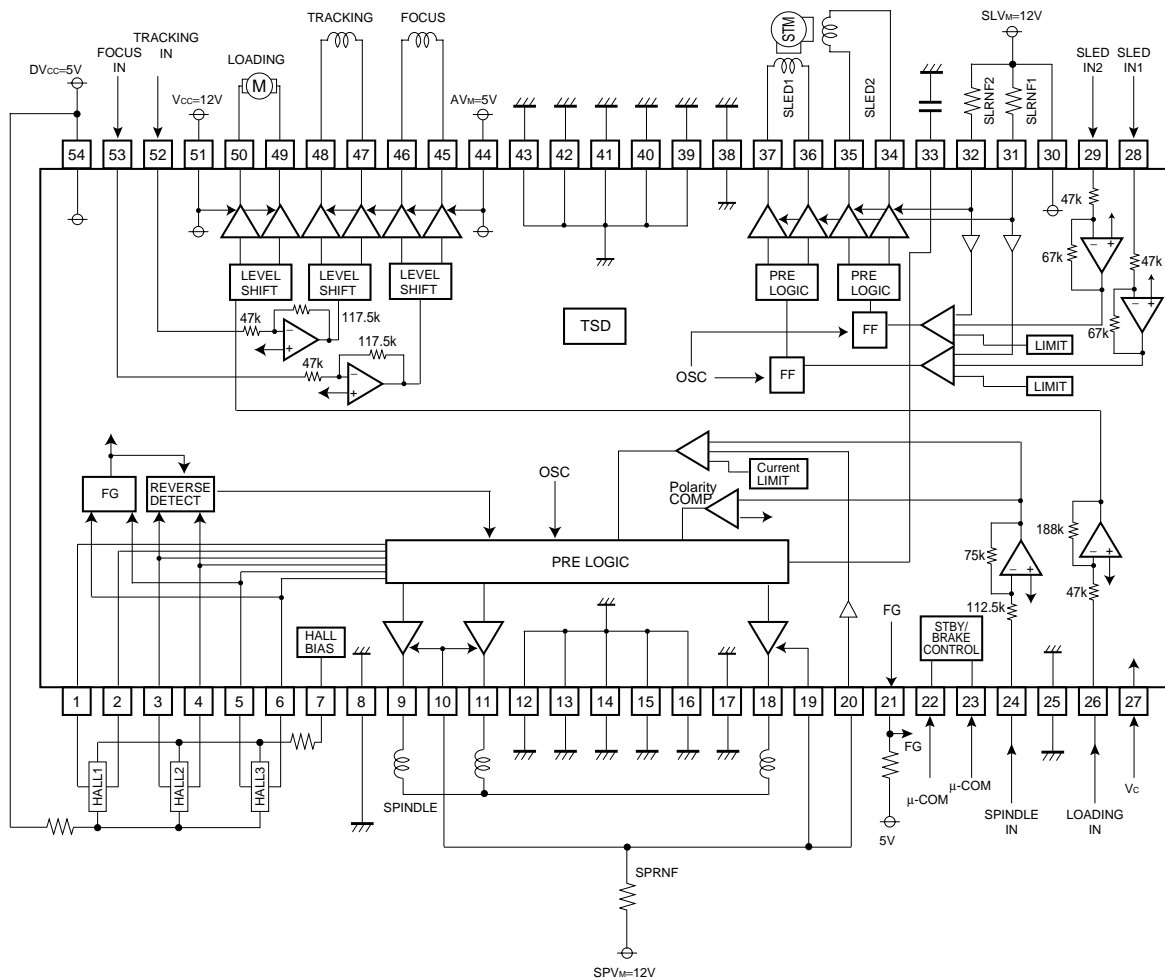 TRACKING
FOCUS
SLVM=12V
TRACKING
IN
FOCUS
IN
LOADING
STM
SLED
IN2
SLED
IN1
DVCC=5V
VCC=12V
M
AVM=5V
SLED1
SLED2
SLRNF2
SLRNF1
54 53 52 51 50 49 48 47 46 45 44 43 42 41 40 39 38 37 36 35 34 33 32 31 30 29 28
47k
67k
47k
67k
LEVEL
SHIFT
LEVEL
SHIFT
LEVEL
SHIFT
PRE
LOGIC
PRE
LOGIC
TSD
47k
117.5k
117.5k
47k
− +
− +
−
+
−
+
FF
LIMIT
OSC
FF
LIMIT
FG
REVERSE
DETECT
OSC
Current
LIMIT
Polarity
COMP
PRE LOGIC
75k
− +
188k
− +
112.5k
47k
HALL
BIAS
FG
STBY/
BRAKE
CONTROL
1 2 3 4 5 6 7 8 9 10 11 12 13 14 15 16 17 18 19 20 21 22 23 24 25 26 27
HALL1
HALL2
HALL3
SPINDLE
FG
μ-COM
μ-COM
VC
SPINDLE
IN
LOADING
IN
5V
SPRNF
SPVM=12V